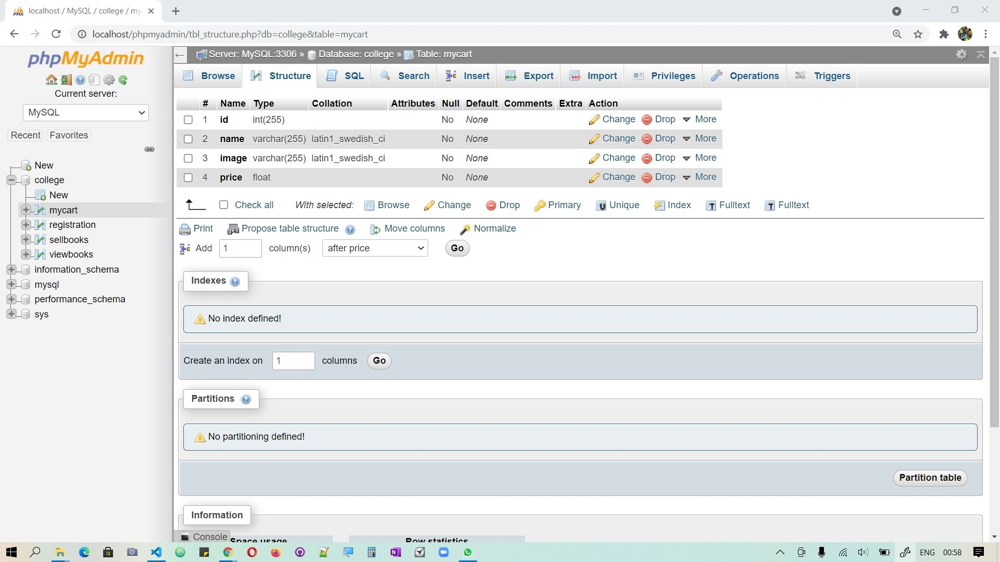 localhost / MySQL / college / my
localhost/phpmyadmin/tbl_structure.php?db=college&table=mycart
phpMyAdmin
Current server:
MySQL
Recent Favorites
New
college
New
mycart
registration
sellbooks
viewbooks
information_schema
mysql
performance_schema
sys
Server: MySQL:3306 » Database: college » Table: mycart
Browse Structure SQL Search Insert Export Import Privileges Operations Triggers
# Name Type Collation Attributes Null Default Comments Extra Action
1 id int(255) No None Change Drop More
2 name varchar(255) latin1_swedish_ci No None Change Drop More
3 image varchar(255) latin1_swedish_ci No None Change Drop More
4 price float No None Change Drop More
Check all With selected: Browse Change Drop Primary Unique Index Fulltext Fulltext
Print Propose table structure Move columns Normalize
Add 1 column(s) after price Go
Indexes
No index defined!
Create an index on 1 columns Go
Partitions
No partitioning defined!
Partition table
Information
Console
Space usage Row statistics
ENG 00:58